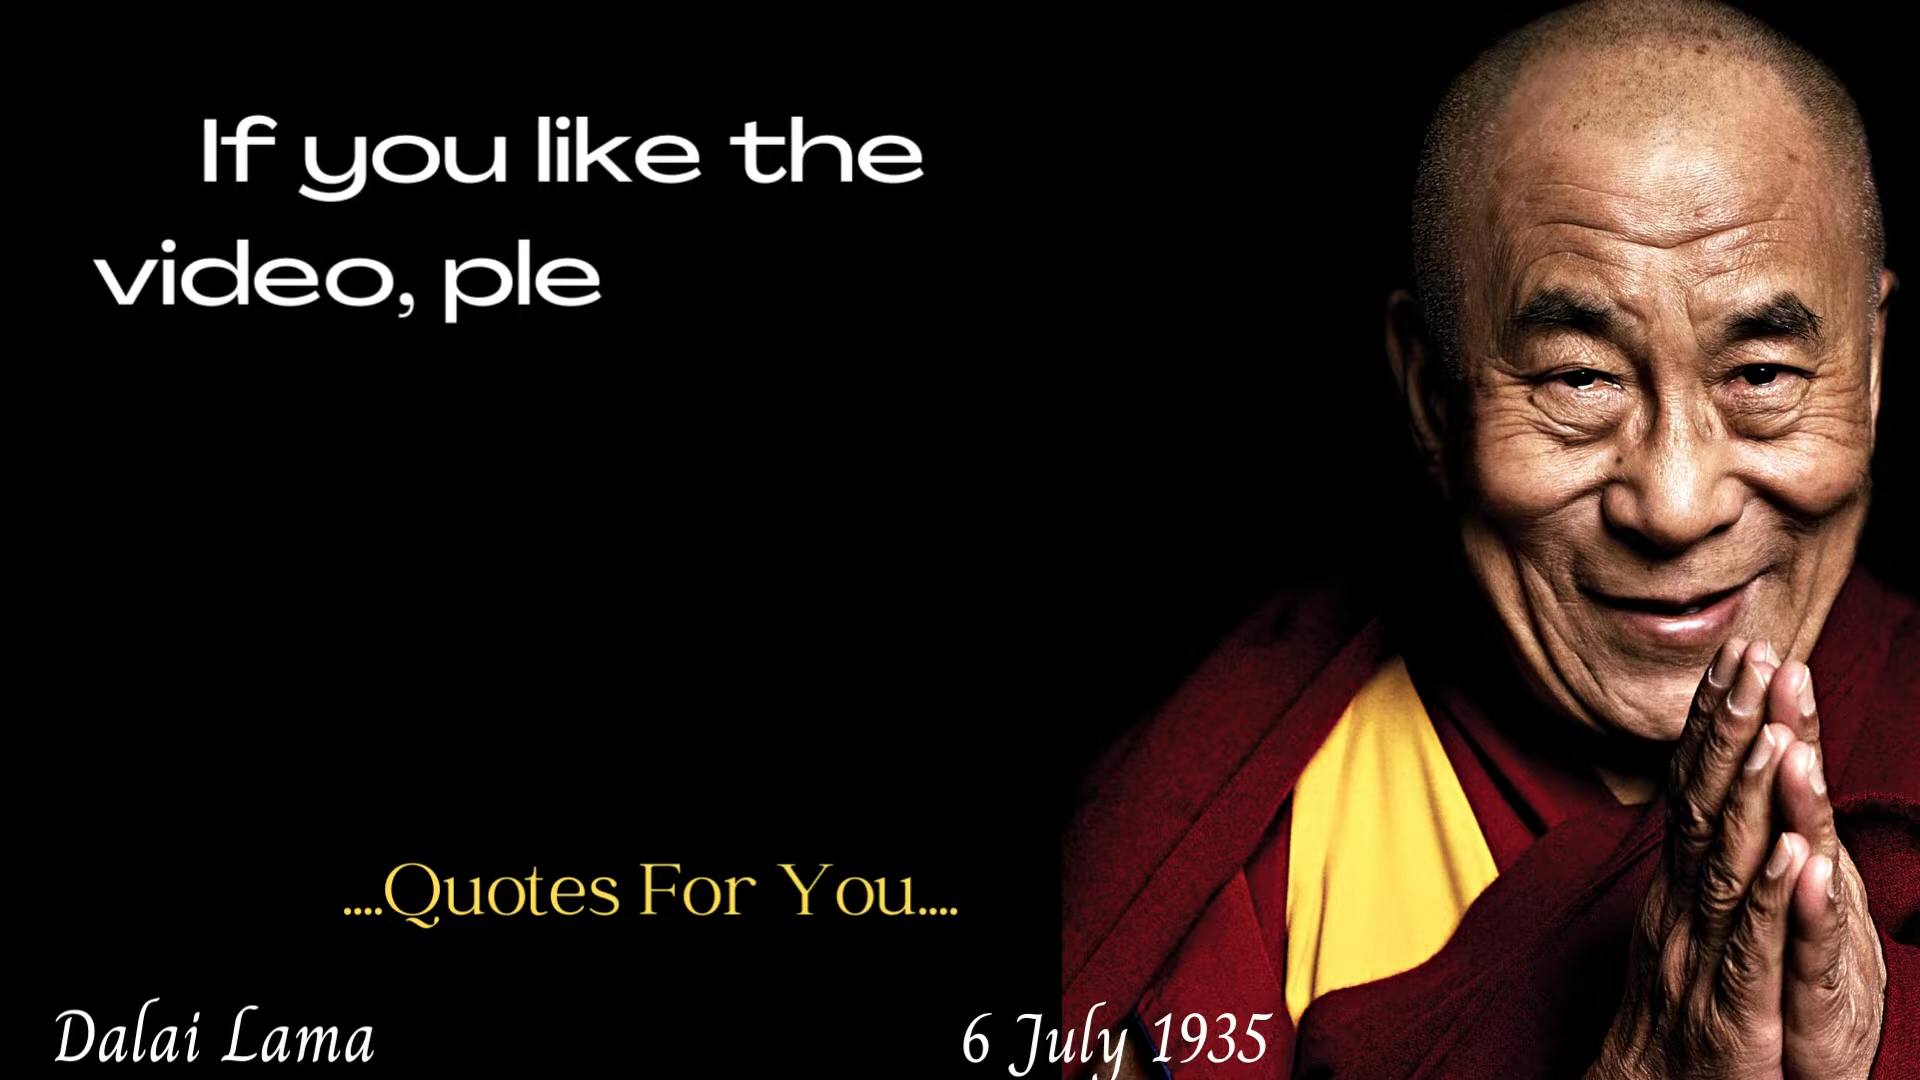 If you like the
video, ple
....Quotes For You....
Dalai Lama
6 July 1935